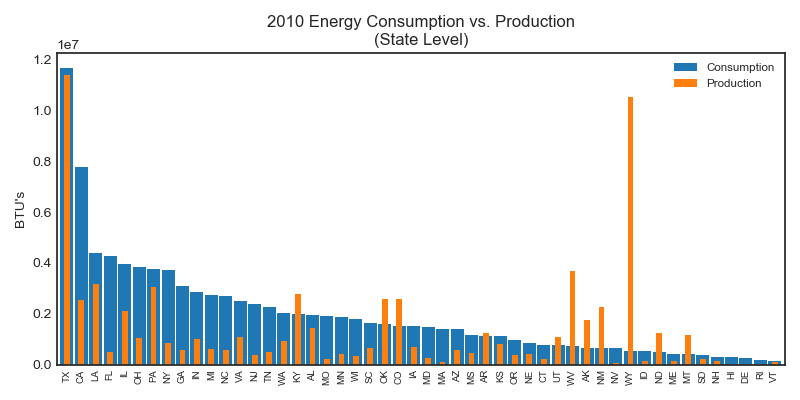 2010 Energy Consumption vs. Production
(State Level)
1e7
Consumption
Production
1.2
1.0
0.8
0.6
0.4
0.2
0.0
BTU's
TX CA LA FL IL OH PA NY GA IN MI NC VA NJ TN WA KY AL MO MN WI SC OK CO IA MD MA AZ MS AR KS OR NE CT UT WV AK NM NV WY ID ND ME MT SD NH HI DE RI VT